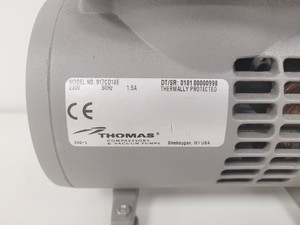 MODEL NO. 917CD18E DT/SR: 0101 00000998
230V 50Hz 1.5A THERMALLY PROTECTED
CE
THOMAS
COMPRESSORS
& VACUUM PUMPS Sheboygan, WI USA